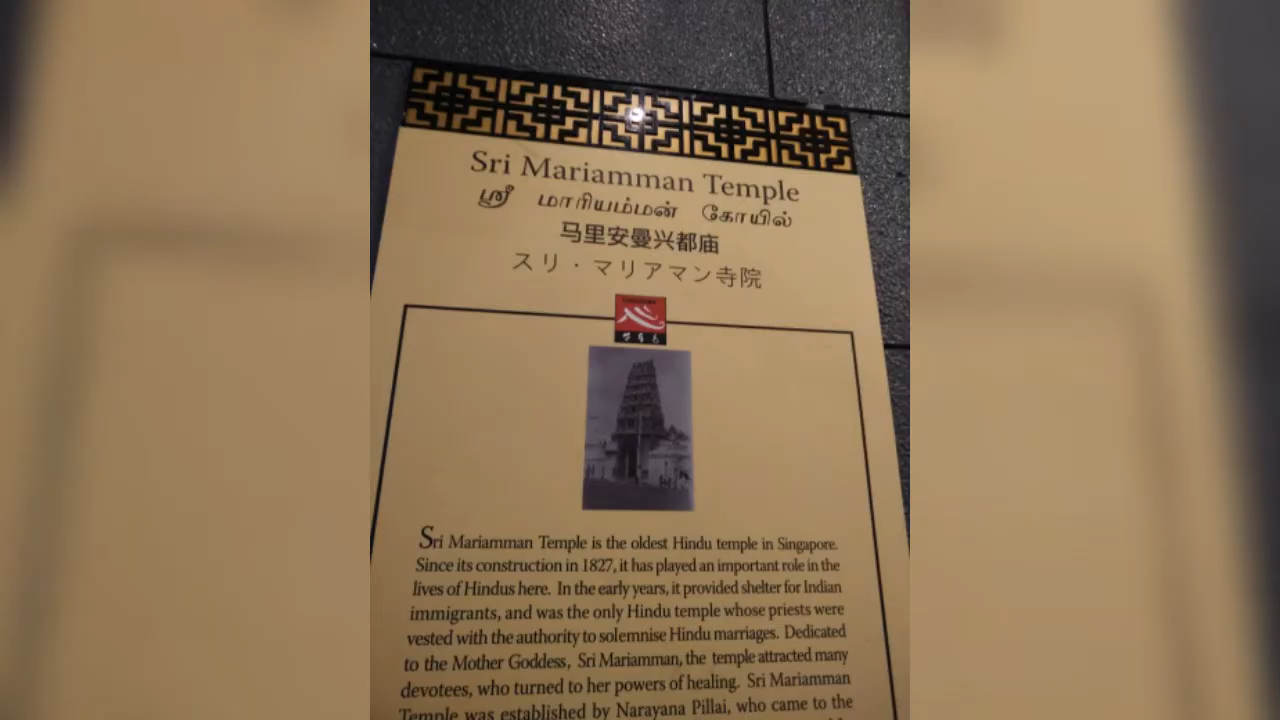 Sri Mariamman Temple
ஸ்ரீ மாரியம்மன் கோயில்
马里安曼兴都庙
スリ・マリアマン寺院
Sri Mariamman Temple is the oldest Hindu temple in Singapore.
Since its construction in 1827, it has played an important role in the
lives of Hindus here. In the early years, it provided shelter for Indian
immigrants, and was the only Hindu temple whose priests were
vested with the authority to solemnise Hindu marriages. Dedicated
to the Mother Goddess, Sri Mariamman, the temple attracted many
devotees, who turned to her powers of healing. Sri Mariamman
Temple was established by Narayana Pillai, who came to the